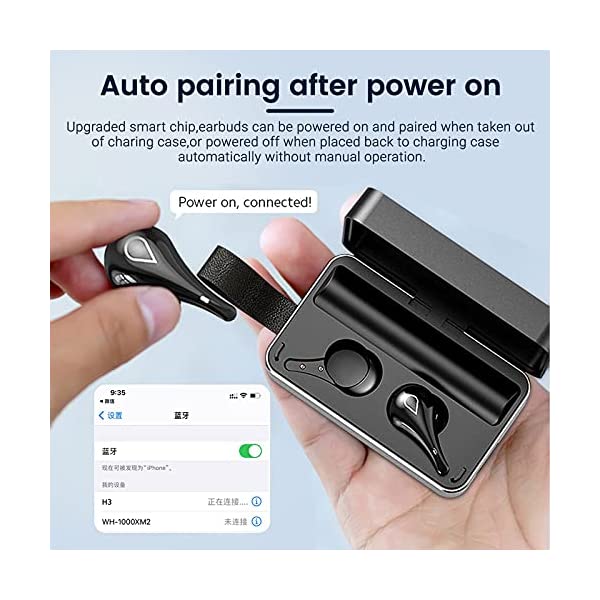 Auto pairing after power on
Upgraded smart chip,earbuds can be powered on and paired when taken out
of charing case,or powered off when placed back to charging case
automatically without manual operation.
Power on, connected!
9:35
◀ 微信
< 设置 蓝牙
蓝牙
现在可被发现为"iPhone"。
我的设备
H3 正在连接....
WH-1000XM2 未连接